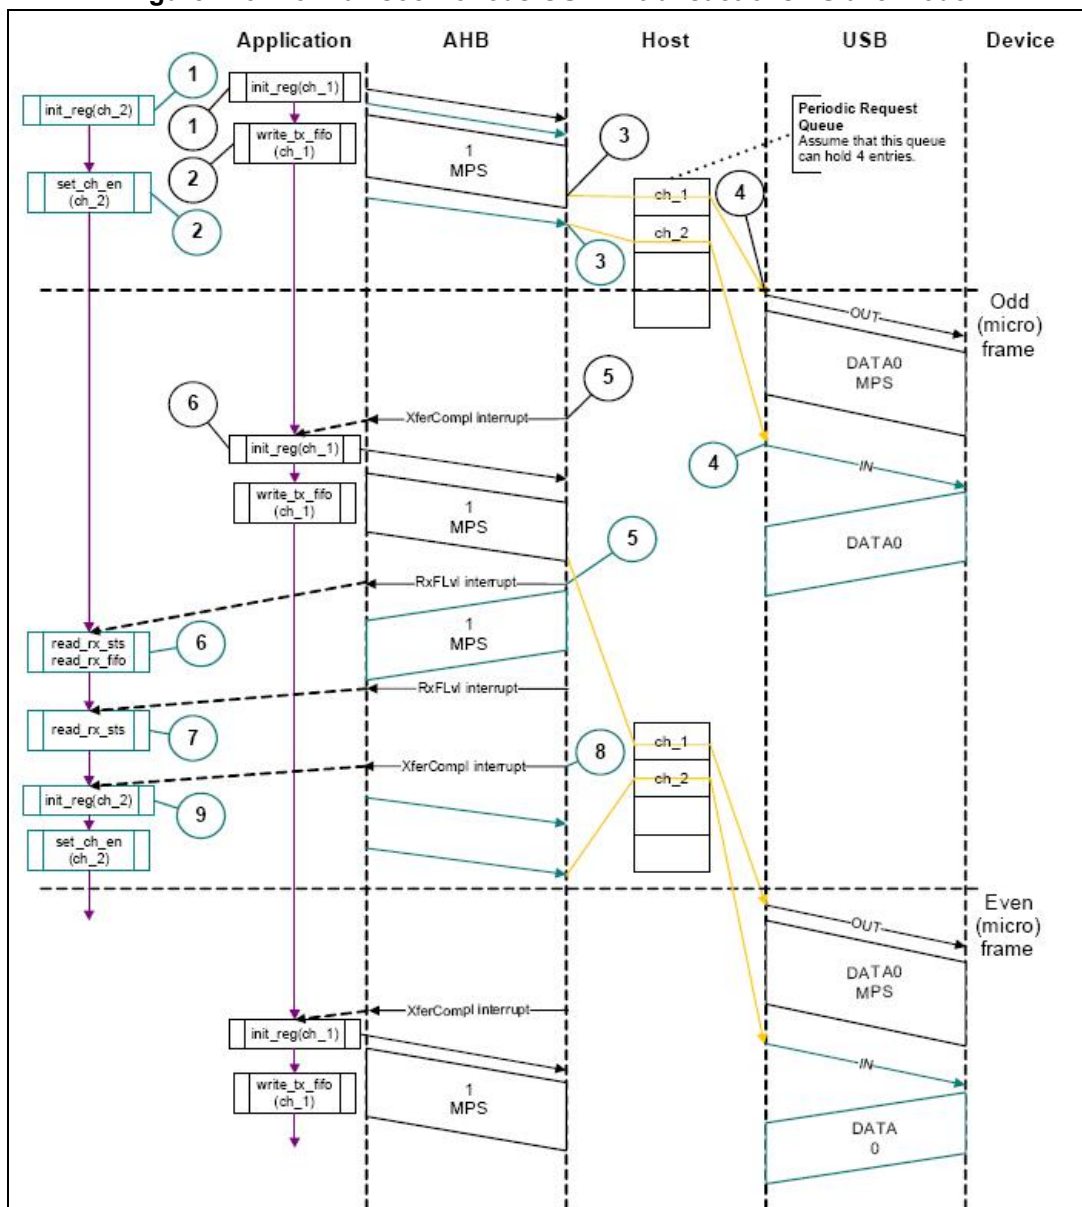 Application
AHB
Host
USB
Device
1
init_reg(ch_1)
init_reg(ch_2)
1
write_tx_fifo
(ch_1)
2
set_ch_en
(ch_2)
2
1
MPS
3
3
Periodic Request
Queue
Assume that this queue
can hold 4 entries.
ch_1
ch_2
4
Odd
(micro)
frame
OUT
DATA0
MPS
5
XferCompl interrupt
6
init_reg(ch_1)
write_tx_fifo
(ch_1)
1
MPS
4
IN
DATA0
5
RxFLvl interrupt
1
MPS
read_rx_sts
read_rx_fifo
6
RxFLvl interrupt
read_rx_sts
7
8
XferCompl interrupt
init_reg(ch_2)
9
set_ch_en
(ch_2)
ch_1
ch_2
Even
(micro)
frame
OUT
DATA0
MPS
XferCompl interrupt
init_reg(ch_1)
write_tx_fifo
(ch_1)
1
MPS
IN
DATA
0